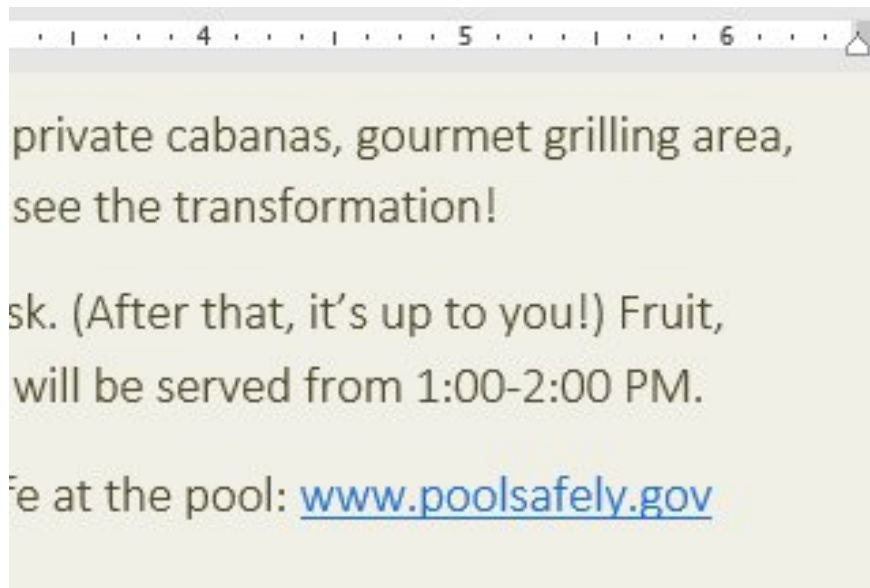 4 5 6
private cabanas, gourmet grilling area,
see the transformation!
sk. (After that, it’s up to you!) Fruit,
will be served from 1:00-2:00 PM.
fe at the pool: www.poolsafely.gov